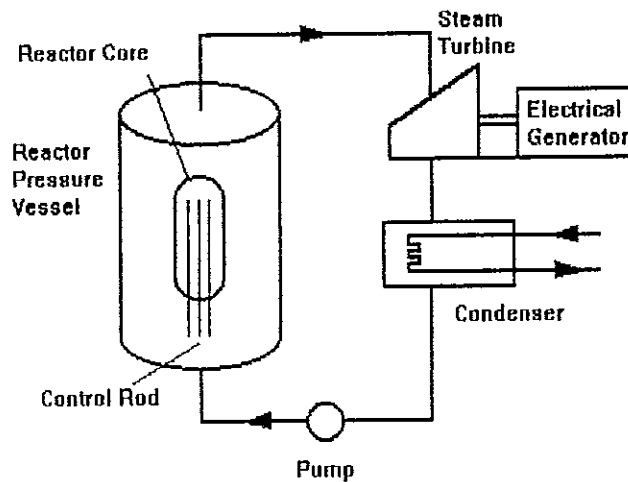 Steam
Turbine
Reactor Core
Electrical
Generator
Reactor
Pressure
Vessel
Condenser
Control Rod
Pump